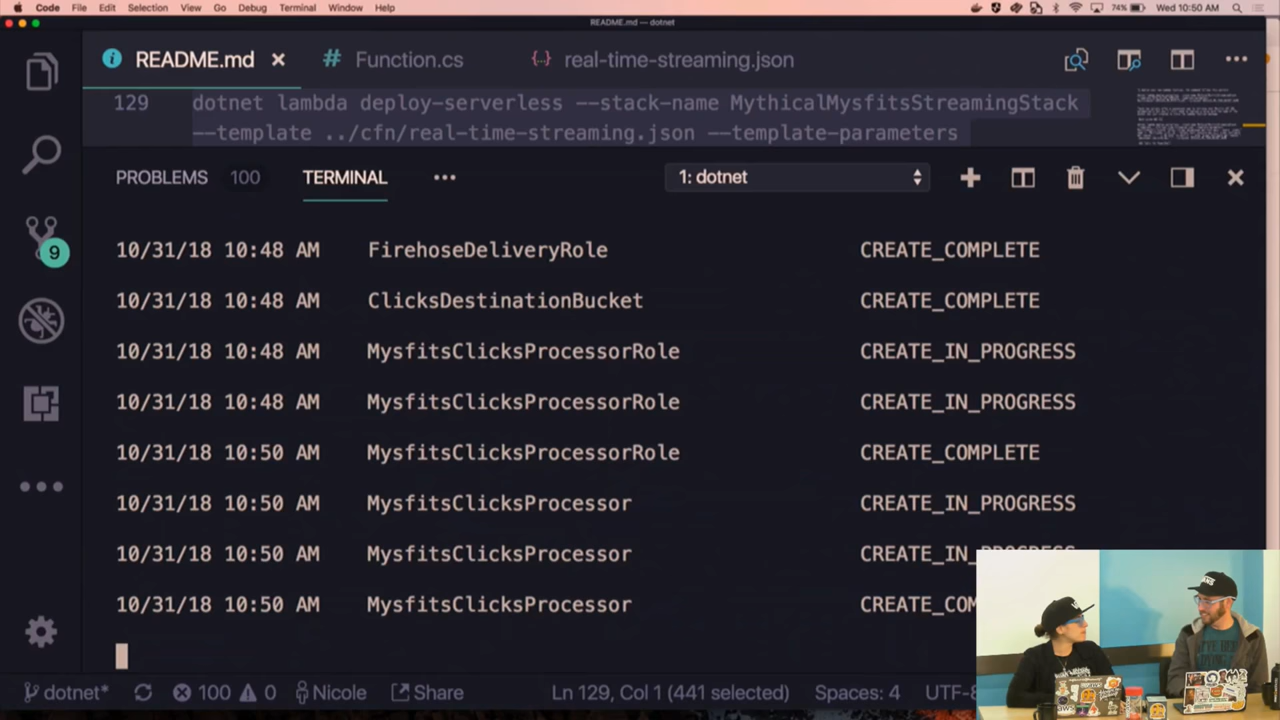 Code File Edit Selection View Go Debug Terminal Window Help 74% Wed 10:50 AM
README.md — dotnet
README.md Function.cs real-time-streaming.json
129 dotnet lambda deploy-serverless --stack-name MythicalMysfitsStreamingStack
--template ../cfn/real-time-streaming.json --template-parameters
PROBLEMS 100 TERMINAL 1: dotnet
10/31/18 10:48 AM FirehoseDeliveryRole CREATE_COMPLETE
10/31/18 10:48 AM ClicksDestinationBucket CREATE_COMPLETE
10/31/18 10:48 AM MysfitsClicksProcessorRole CREATE_IN_PROGRESS
10/31/18 10:48 AM MysfitsClicksProcessorRole CREATE_IN_PROGRESS
10/31/18 10:50 AM MysfitsClicksProcessorRole CREATE_COMPLETE
10/31/18 10:50 AM MysfitsClicksProcessor CREATE_IN_PROGRESS
10/31/18 10:50 AM MysfitsClicksProcessor CREATE_IN_PROGRESS
10/31/18 10:50 AM MysfitsClicksProcessor CREATE_COM
9
dotnet* 100 0 Nicole Share Ln 129, Col 1 (441 selected) Spaces: 4 UTF-8